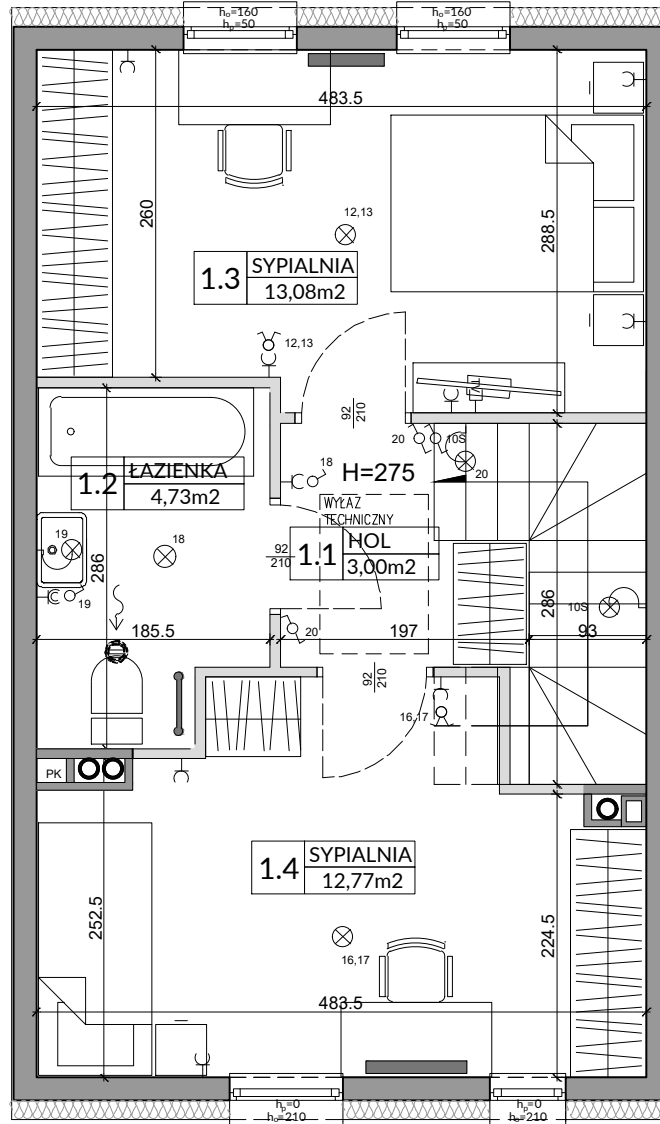 h₀=160
hₚ=50
h₀=160
hₚ=50
483.5
260
288.5
12,13
1.3
SYPIALNIA
13,08m2
12,13
92
210
20
10S
20
18
H=275
1.2
ŁAZIENKA
4,73m2
WYŁAZ
TECHNICZNY
1.1
HOL
3,00m2
19
18
92
210
286
286
10S
19
20
185.5
197
93
92
210
16,17
PK
1.4
SYPIALNIA
12,77m2
252.5
224.5
16,17
483.5
hₚ=0
h₀=210
hₚ=0
h₀=210